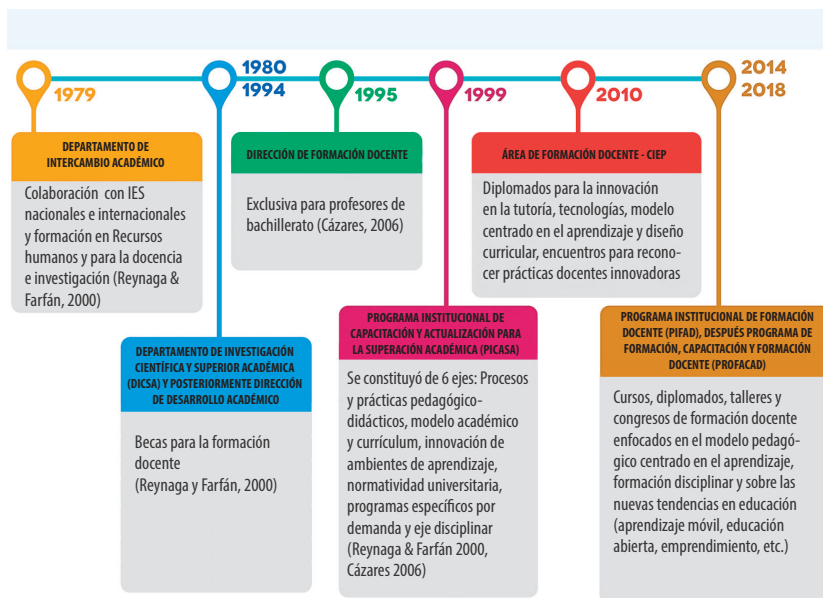 1979
1980
1994
1995
1999
2010
2014
2018
DEPARTAMENTO DE
INTERCAMBIO ACADÉMICO
Colaboración con IES
nacionales e internacionales
y formación en Recursos
humanos y para la docencia
e investigación (Reynaga &
Farfán, 2000)
DEPARTAMENTO DE INVESTIGACIÓN
CIENTÍFICA Y SUPERIOR ACADÉMICA
(DICSA) Y POSTERIORMENTE DIRECCIÓN
DE DESARROLLO ACADÉMICO
Becas para la formación
docente
(Reynaga y Farfán, 2000)
DIRECCIÓN DE FORMACIÓN DOCENTE
Exclusiva para profesores de
bachillerato (Cázares, 2006)
PROGRAMA INSTITUCIONAL DE
CAPACITACIÓN Y ACTUALIZACIÓN PARA
LA SUPERACIÓN ACADÉMICA (PICASA)
Se constituyó de 6 ejes: Procesos
y prácticas pedagógico-
didácticos, modelo académico
y currículum, innovación de
ambientes de aprendizaje,
normatividad universitaria,
programas específicos por
demanda y eje disciplinar
(Reynaga & Farfán 2000,
Cázares 2006)
ÁREA DE FORMACIÓN DOCENTE - CIEP
Diplomados para la innovación
en la tutoría, tecnologías, modelo
centrado en el aprendizaje y diseño
curricular, encuentros para recono-
cer prácticas docentes innovadoras
PROGRAMA INSTITUCIONAL DE FORMACIÓN
DOCENTE (PIFAD), DESPUÉS PROGRAMA DE
FORMACIÓN, CAPACITACIÓN Y FORMACIÓN
DOCENTE (PROFACAD)
Cursos, diplomados, talleres y
congresos de formación docente
enfocados en el modelo pedagó-
gico centrado en el aprendizaje,
formación disciplinar y sobre las
nuevas tendencias en educación
(aprendizaje móvil, educación
abierta, emprendimiento, etc.)